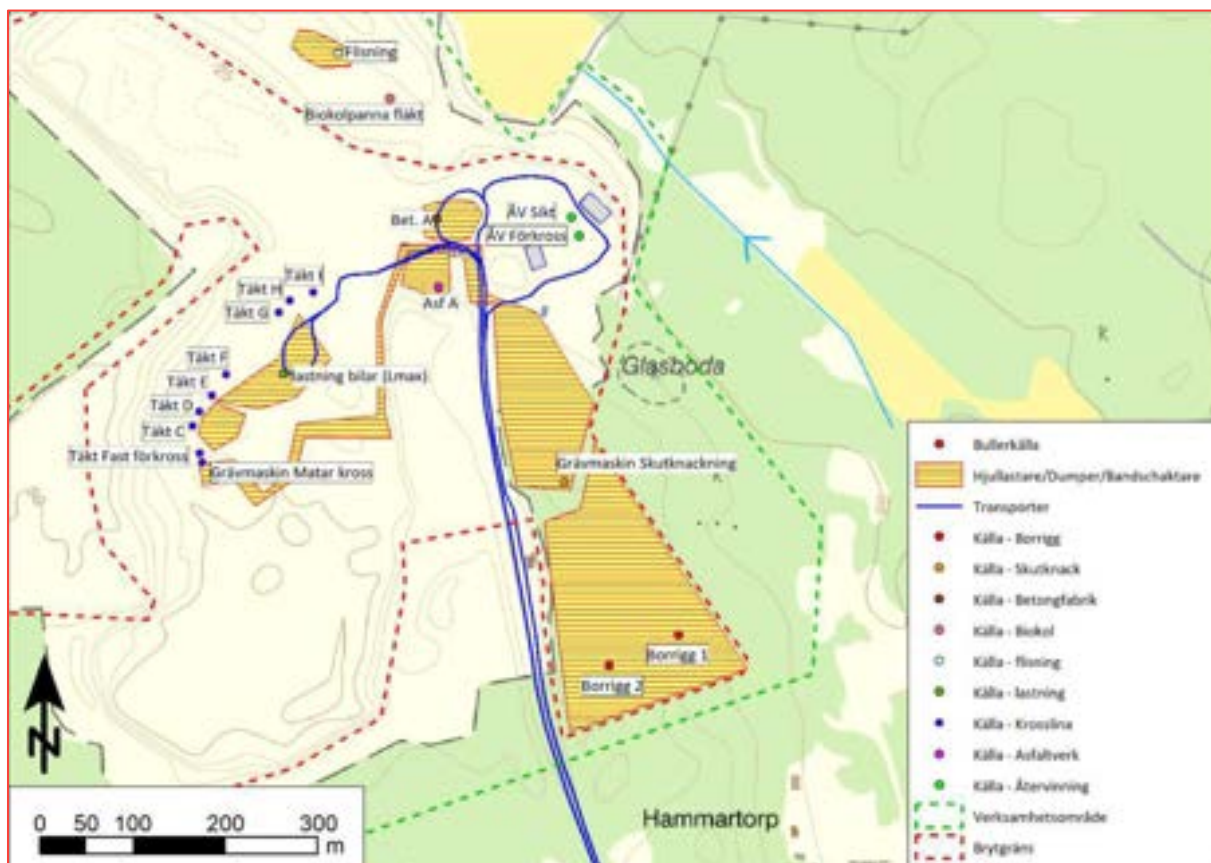 Flisning
Biokolpanna fläkt
ÅV Sikt
Bet. A
ÅV Förkross
Täkt I
Täkt H
Asf A
Täkt G
Täkt F
Glasboda
lastning bilar (Lmax)
Täkt E
Täkt D
Täkt C
Täkt Fast förkross
Grävmaskin Matar kross
Grävmaskin Skutknackning
Borrigg 1
Borrigg 2
Hammartorp
N
0 50 100 200 300
m
Bullerkälla
Hjullastare/Dumper/Bandschaktare
Transporter
Källa - Borrigg
Källa - Skutknack
Källa - Betongfabrik
Källa - Biokol
Källa - flisning
Källa - lastning
Källa - Krosslina
Källa - Asfaltverk
Källa - Återvinning
Verksamhetsområde
Brytgräns